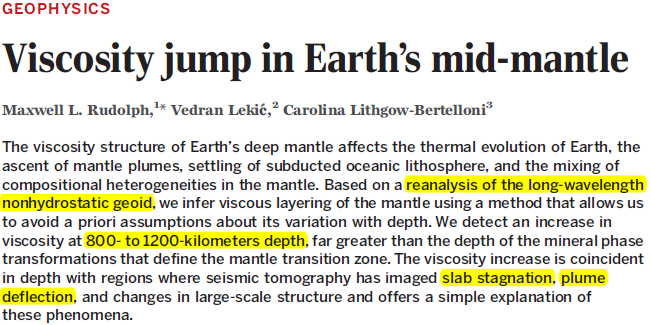 GEOPHYSICS
Viscosity jump in Earth’s mid-mantle
Maxwell L. Rudolph,¹* Vedran Lekić,² Carolina Lithgow-Bertelloni³
The viscosity structure of Earth’s deep mantle affects the thermal evolution of Earth, the
ascent of mantle plumes, settling of subducted oceanic lithosphere, and the mixing of
compositional heterogeneities in the mantle. Based on a reanalysis of the long-wavelength
nonhydrostatic geoid, we infer viscous layering of the mantle using a method that allows us
to avoid a priori assumptions about its variation with depth. We detect an increase in
viscosity at 800- to 1200-kilometers depth, far greater than the depth of the mineral phase
transformations that define the mantle transition zone. The viscosity increase is coincident
in depth with regions where seismic tomography has imaged slab stagnation, plume
deflection, and changes in large-scale structure and offers a simple explanation of
these phenomena.